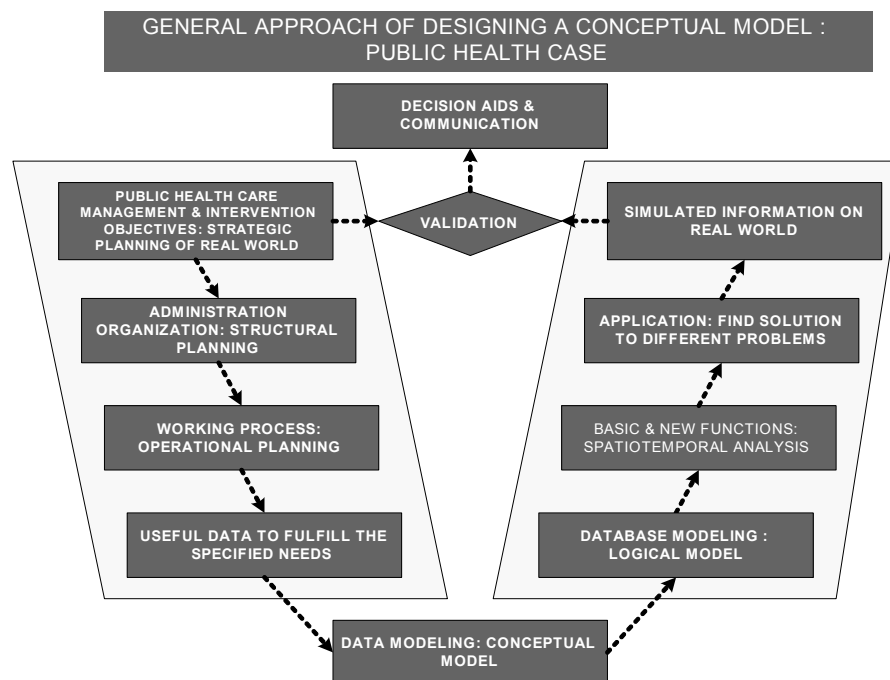 GENERAL APPROACH OF DESIGNING A CONCEPTUAL MODEL :
PUBLIC HEALTH CASE
DECISION AIDS &
COMMUNICATION
PUBLIC HEALTH CARE
MANAGEMENT & INTERVENTION
OBJECTIVES: STRATEGIC
PLANNING OF REAL WORLD
VALIDATION
SIMULATED INFORMATION ON
REAL WORLD
ADMINISTRATION
ORGANIZATION: STRUCTURAL
PLANNING
APPLICATION: FIND SOLUTION
TO DIFFERENT PROBLEMS
WORKING PROCESS:
OPERATIONAL PLANNING
BASIC & NEW FUNCTIONS:
SPATIOTEMPORAL ANALYSIS
USEFUL DATA TO FULFILL THE
SPECIFIED NEEDS
DATABASE MODELING :
LOGICAL MODEL
DATA MODELING: CONCEPTUAL
MODEL